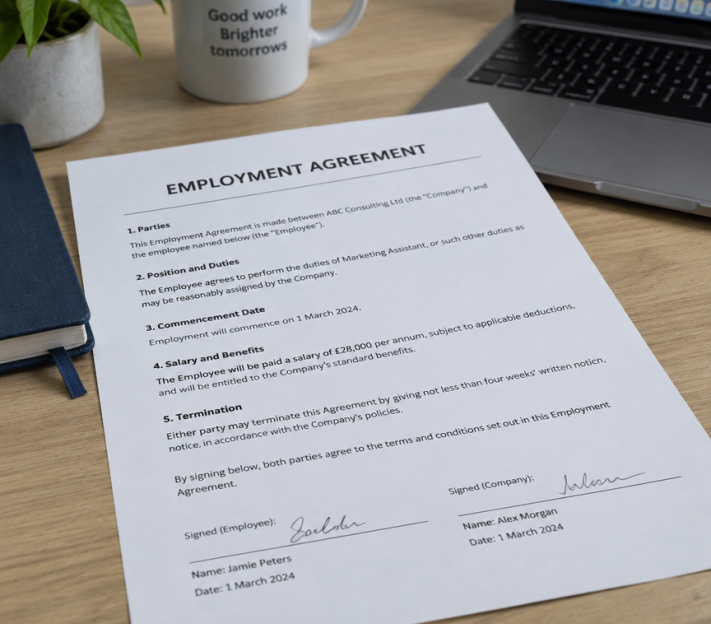 Good work
Brighter
tomorrows
EMPLOYMENT AGREEMENT
1. Parties
This Employment Agreement is made between ABC Consulting Ltd (the "Company") and
the employee named below (the "Employee").
2. Position and Duties
The Employee agrees to perform the duties of Marketing Assistant, or such other duties as
may be reasonably assigned by the Company.
3. Commencement Date
Employment will commence on 1 March 2024.
4. Salary and Benefits
The Employee will be paid a salary of £28,000 per annum, subject to applicable deductions,
and will be entitled to the Company's standard benefits.
5. Termination
Either party may terminate this Agreement by giving not less than four weeks' written noticn,
notice, in accordance with the Company's policies.
By signing below, both parties agree to the terms and conditions set out in this Employment
Agreement.
Signed (Employee):
Name: Jamie Peters
Date: 1 March 2024
Signed (Company):
Name: Alex Morgan
Date: 1 March 2024